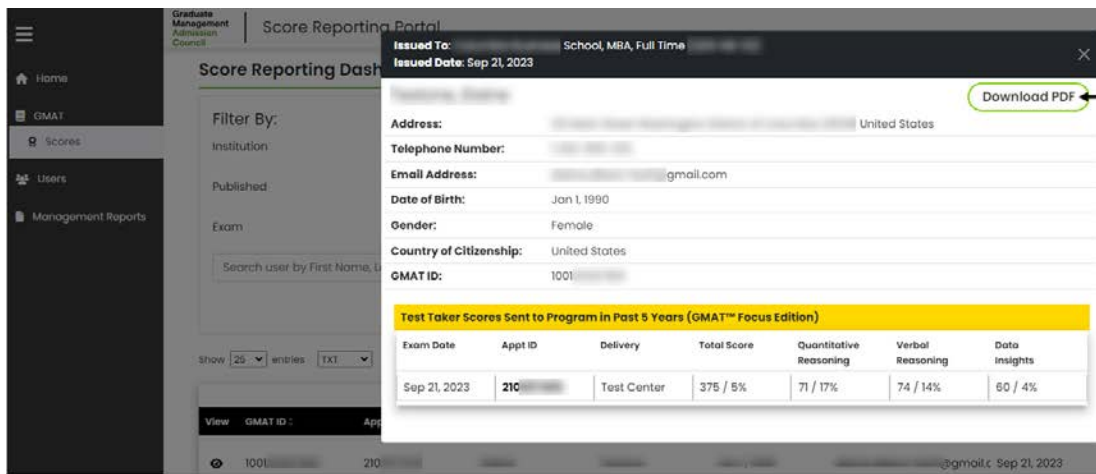 Graduate
Management
Admission
Council
Score Reporting Portal
Home
GMAT
Scores
Users
Management Reports
Score Reporting Dash
Filter By:
Institution
Published
Exam
Search user by First Name, L
Show 25 entries TXT
View GMAT ID App
1001 210 @gmail.c Sep 21, 2023
Issued To: School, MBA, Full Time
Issued Date: Sep 21, 2023
Download PDF
Address: United States
Telephone Number:
Email Address: gmail.com
Date of Birth: Jan 1, 1990
Gender: Female
Country of Citizenship: United States
GMAT ID: 1001
Test Taker Scores Sent to Program in Past 5 Years (GMAT™ Focus Edition)
Exam Date Appt ID Delivery Total Score Quantitative Reasoning Verbal Reasoning Data Insights
Sep 21, 2023 210 Test Center 375 / 5% 71 / 17% 74 / 14% 60 / 4%